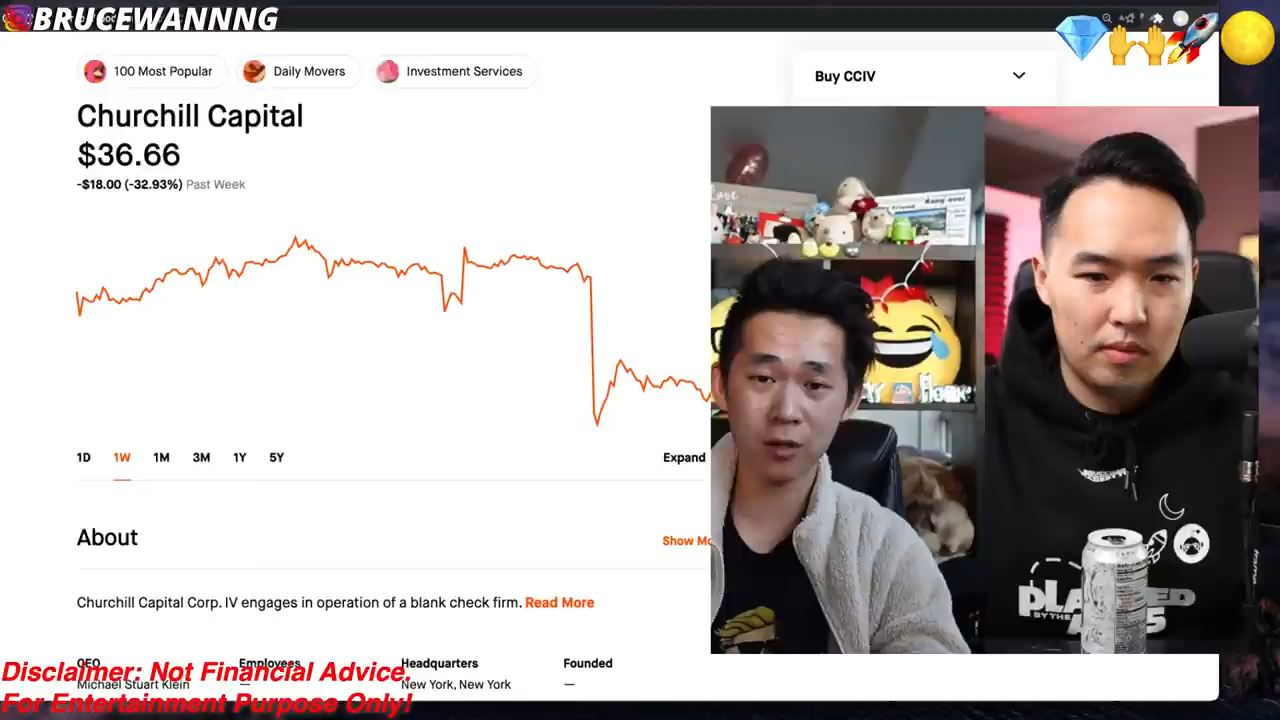 BRUCEWANNNG
100 Most Popular
Daily Movers
Investment Services
Buy CCIV
Churchill Capital
$36.66
-$18.00 (-32.93%) Past Week
1D 1W 1M 3M 1Y 5Y
Expand
About
Show Mo
Churchill Capital Corp. IV engages in operation of a blank check firm. Read More
CEO Employees Headquarters Founded
Michael Stuart Klein — New York, New York —
Disclaimer: Not Financial Advice.
For Entertainment Purpose Only!
BY THE